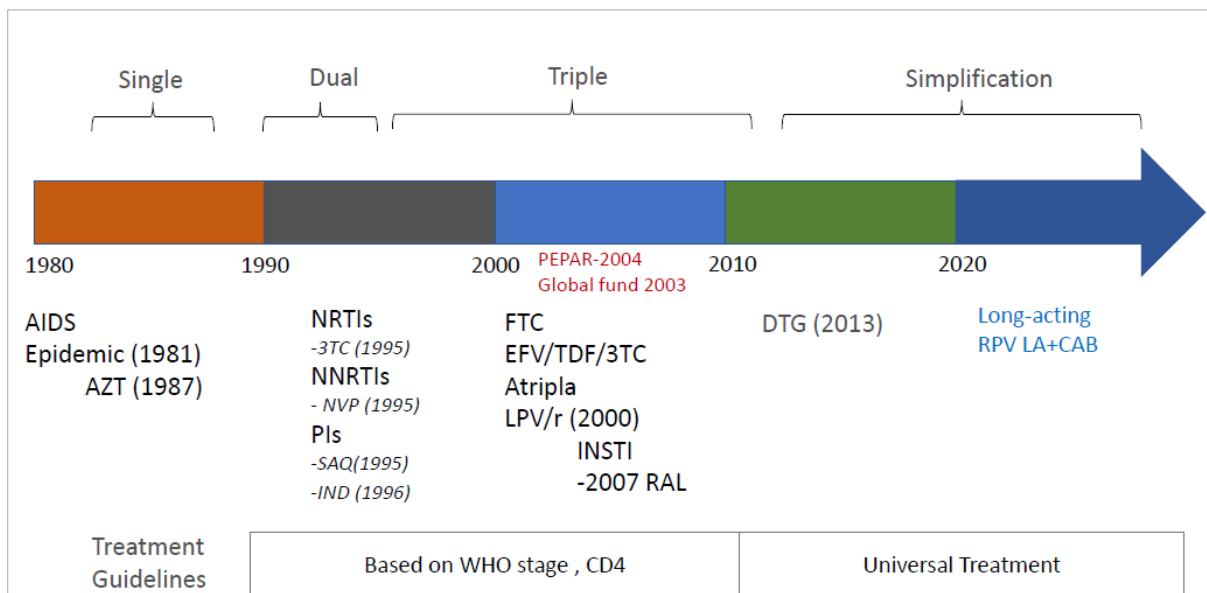 Single
Dual
Triple
Simplification
1980
1990
2000
2010
2020
PEPAR-2004
Global fund 2003
AIDS
Epidemic (1981)
AZT (1987)
NRTIs
-3TC (1995)
NNRTIs
- NVP (1995)
PIs
-SAQ(1995)
-IND (1996)
FTC
EFV/TDF/3TC
Atripla
LPV/r (2000)
INSTI
-2007 RAL
DTG (2013)
Long-acting
RPV LA+CAB
Treatment
Guidelines
Based on WHO stage , CD4
Universal Treatment